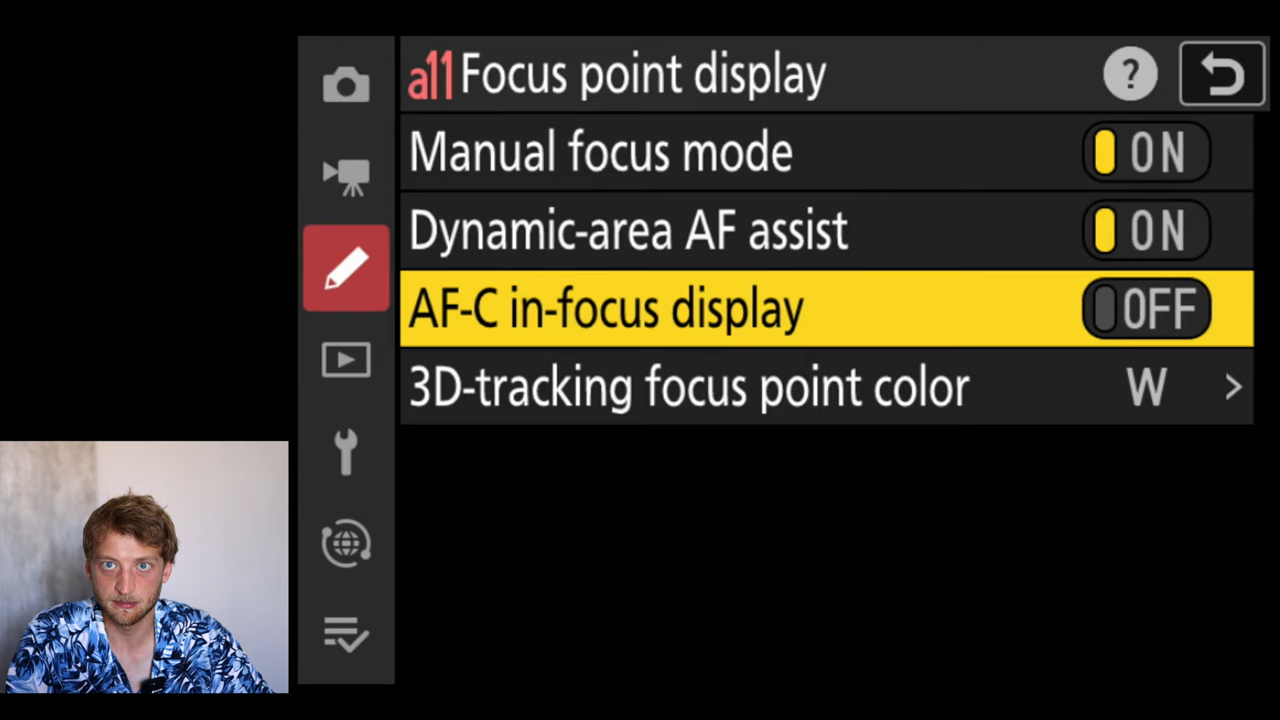 a11 Focus point display ?
Manual focus mode ON
Dynamic-area AF assist ON
AF-C in-focus display OFF
3D-tracking focus point color W >